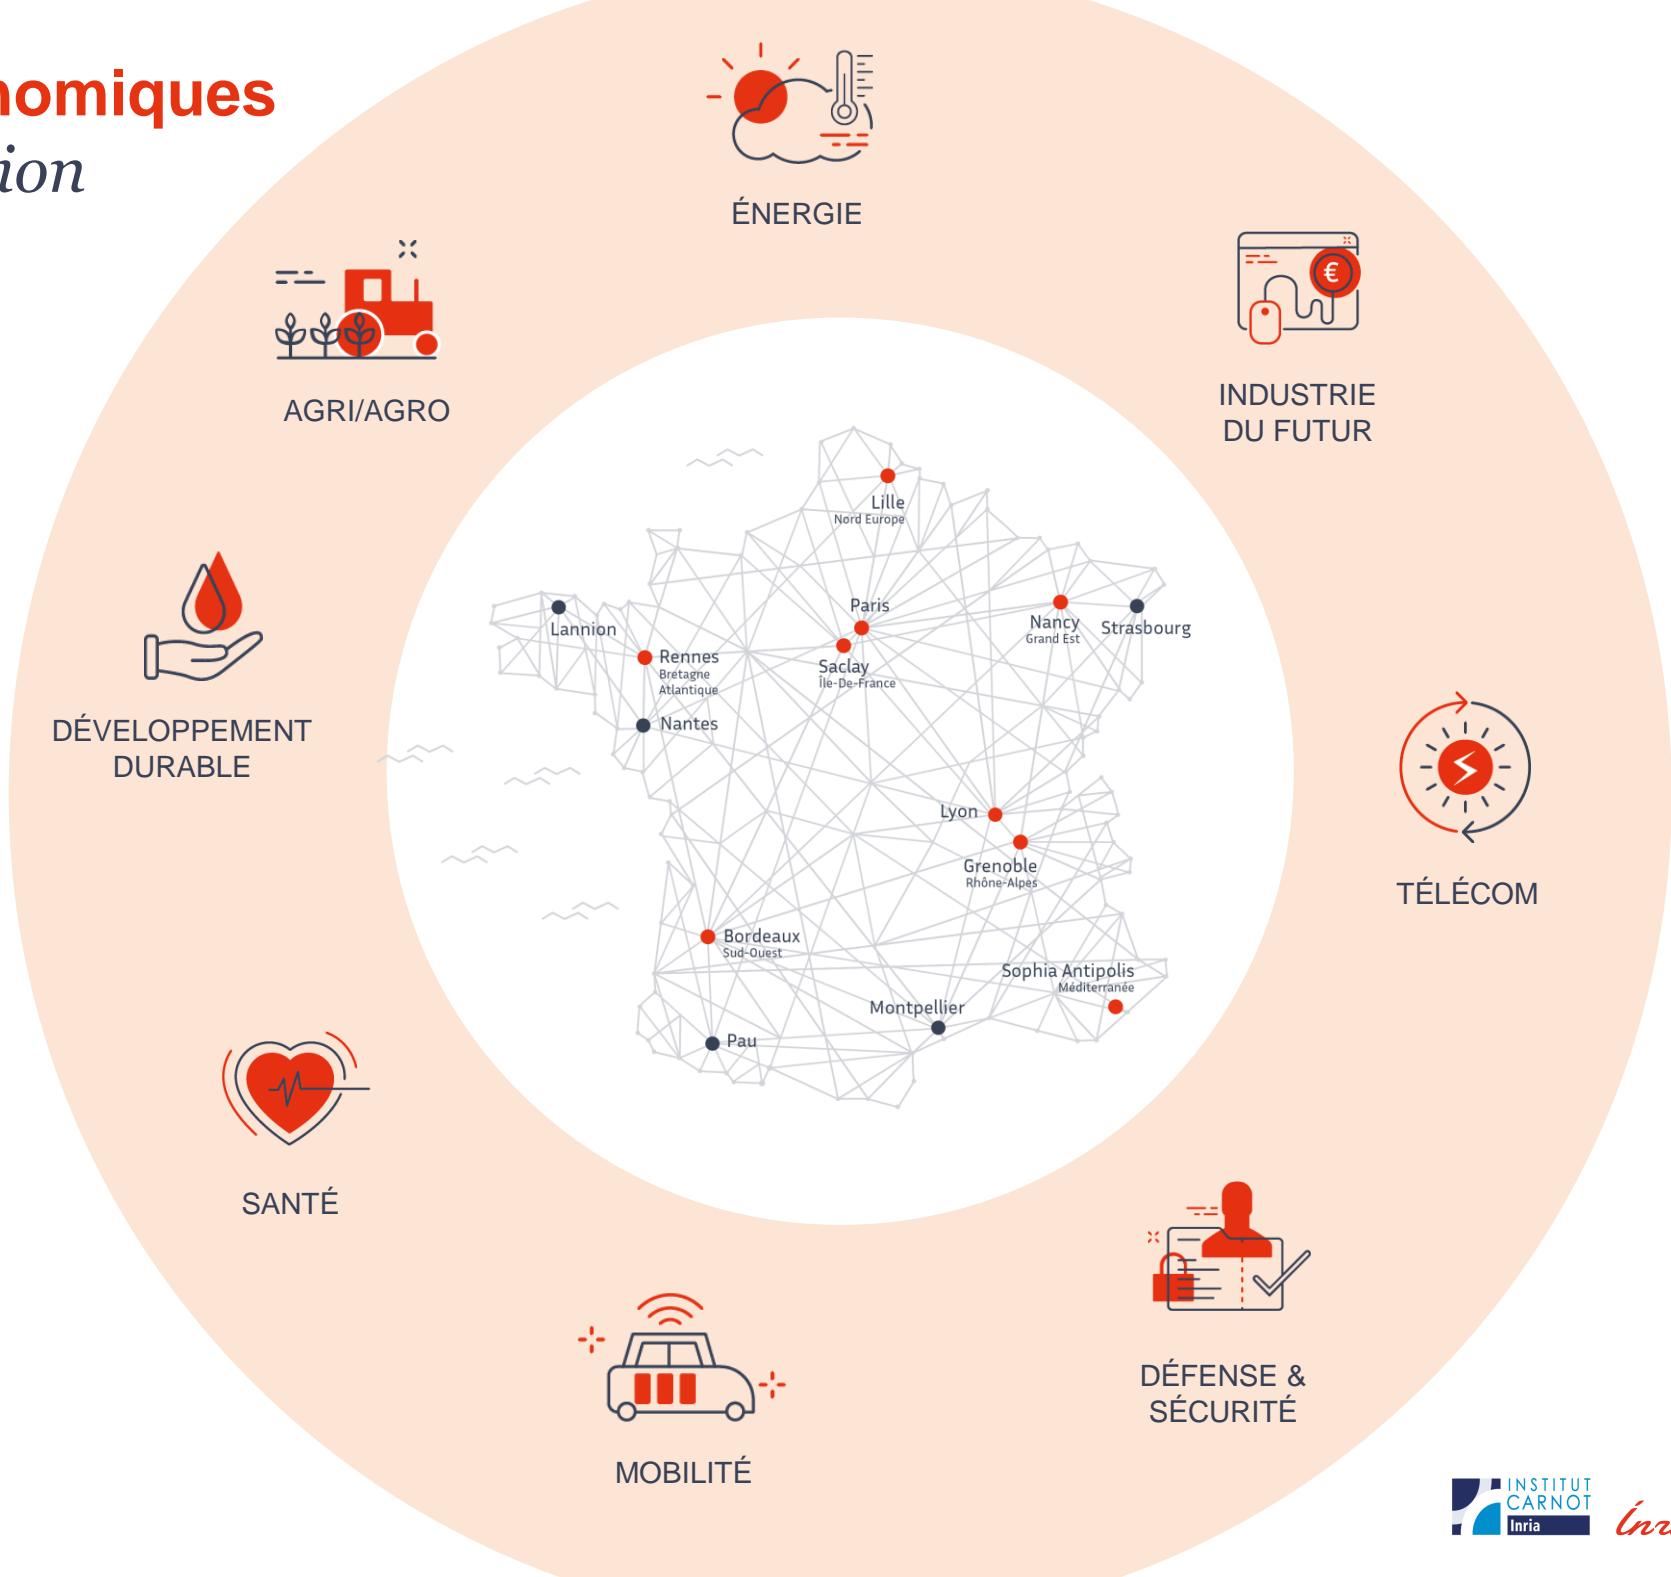 nomiques
ion
ÉNERGIE
AGRI/AGRO
INDUSTRIE
DU FUTUR
€
Lille
Nord Europe
Paris
Lannion
Nancy
Grand Est
Strasbourg
Rennes
Bretagne
Atlantique
Saclay
Île-De-France
Nantes
DÉVELOPPEMENT
DURABLE
Lyon
Grenoble
Rhône-Alpes
TÉLÉCOM
Bordeaux
Sud-Ouest
Sophia Antipolis
Méditerranée
Montpellier
Pau
SANTÉ
DÉFENSE &
SÉCURITÉ
MOBILITÉ
INSTITUT
CARNOT
Inria